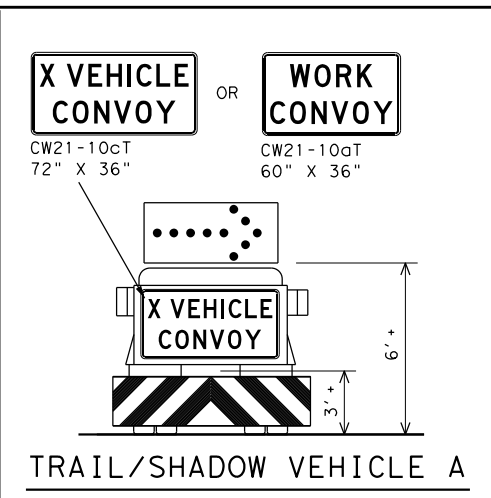 X VEHICLE
CONVOY
OR
WORK
CONVOY
CW21-10cT
72" X 36"
CW21-10aT
60" X 36"
X VEHICLE
CONVOY
6' +
3' +
TRAIL/SHADOW VEHICLE A